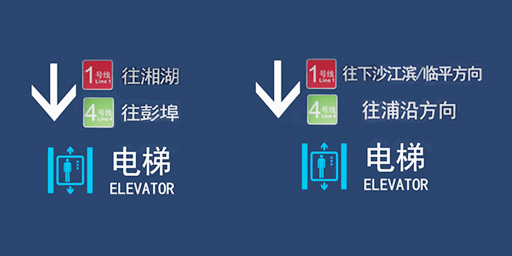 1号线 Line 1 往湘湖
4号线 Line 4 往彭埠
电梯
ELEVATOR
1号线 Line 1 往下沙江滨/临平方向
4号线 Line 4 往浦沿方向
电梯
ELEVATOR